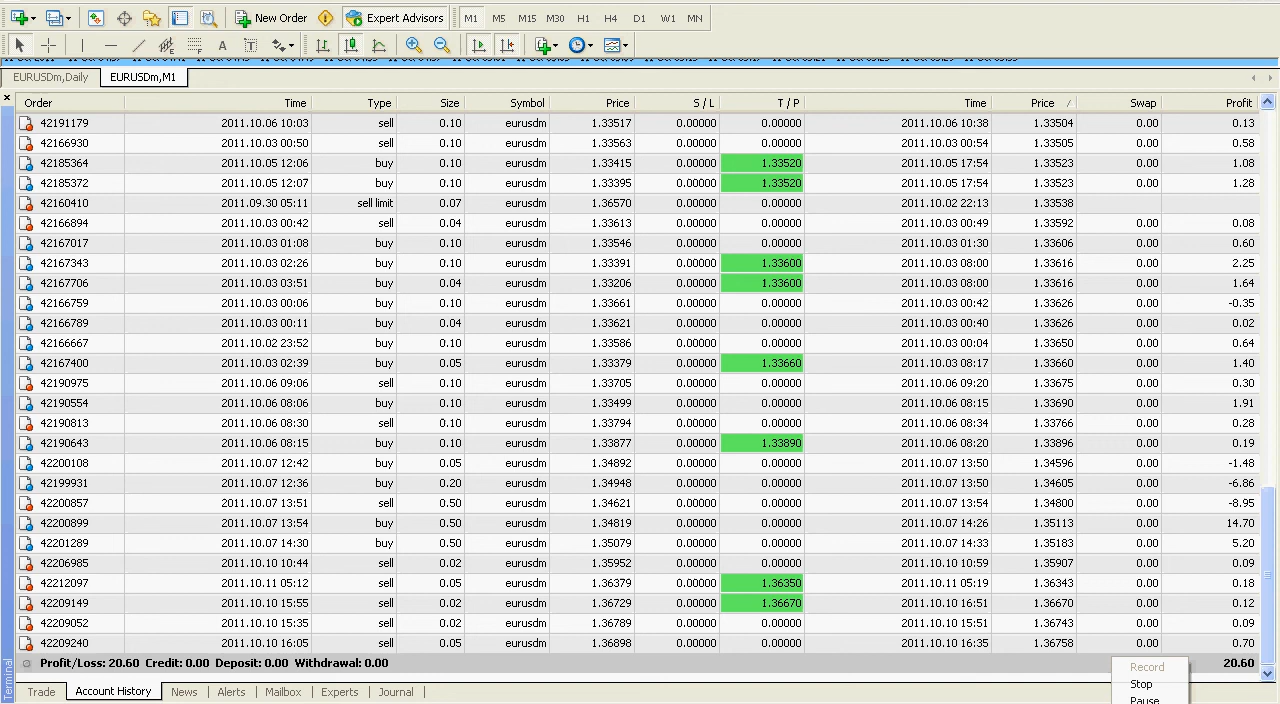 New Order Expert Advisors M1 M5 M15 M30 H1 H4 D1 W1 MN
A T
EURUSDm,Daily EURUSDm,M1
Order Time Type Size Symbol Price S / L T / P Time Price / Swap Profit
42191179 2011.10.06 10:03 sell 0.10 eurusdm 1.33517 0.00000 0.00000 2011.10.06 10:38 1.33504 0.00 0.13
42166930 2011.10.03 00:50 sell 0.10 eurusdm 1.33563 0.00000 0.00000 2011.10.03 00:54 1.33505 0.00 0.58
42185364 2011.10.05 12:06 buy 0.10 eurusdm 1.33415 0.00000 1.33520 2011.10.05 17:54 1.33523 0.00 1.08
42185373 2011.10.05 12:07 buy 0.10 eurusdm 1.33395 0.00000 1.33520 2011.10.05 17:54 1.33523 0.00 1.28
42160410 2011.09.30 05:11 sell limit 0.07 eurusdm 1.36570 0.00000 0.00000 2011.10.02 22:13 1.33538
42166894 2011.10.03 00:42 sell 0.04 eurusdm 1.33613 0.00000 0.00000 2011.10.03 00:49 1.33592 0.00 0.08
42167017 2011.10.03 01:08 buy 0.10 eurusdm 1.33546 0.00000 0.00000 2011.10.03 01:30 1.33606 0.00 0.60
42167343 2011.10.03 02:26 buy 0.10 eurusdm 1.33391 0.00000 1.33600 2011.10.03 08:00 1.33616 0.00 2.25
42167767 2011.10.03 03:51 buy 0.04 eurusdm 1.33206 0.00000 1.33600 2011.10.03 08:00 1.33616 0.00 1.64
42166759 2011.10.03 00:06 buy 0.10 eurusdm 1.33661 0.00000 0.00000 2011.10.03 00:42 1.33626 0.00 -0.35
42166789 2011.10.03 00:11 buy 0.04 eurusdm 1.33621 0.00000 0.00000 2011.10.03 00:40 1.33626 0.00 0.02
42166667 2011.10.02 23:52 buy 0.10 eurusdm 1.33586 0.00000 0.00000 2011.10.03 00:04 1.33650 0.00 0.64
42167400 2011.10.03 02:39 buy 0.05 eurusdm 1.33379 0.00000 1.33660 2011.10.03 08:17 1.33660 0.00 1.40
42190975 2011.10.06 09:06 sell 0.10 eurusdm 1.33705 0.00000 0.00000 2011.10.06 09:20 1.33675 0.00 0.30
42190554 2011.10.06 08:06 buy 0.10 eurusdm 1.33499 0.00000 0.00000 2011.10.06 08:15 1.33690 0.00 1.91
42190813 2011.10.06 08:30 sell 0.10 eurusdm 1.33794 0.00000 0.00000 2011.10.06 08:34 1.33766 0.00 0.28
42190643 2011.10.06 08:15 buy 0.10 eurusdm 1.33877 0.00000 1.33890 2011.10.06 08:20 1.33896 0.00 0.19
42200108 2011.10.07 12:42 buy 0.05 eurusdm 1.34892 0.00000 0.00000 2011.10.07 13:50 1.34596 0.00 -1.48
42199931 2011.10.07 12:36 buy 0.20 eurusdm 1.34948 0.00000 0.00000 2011.10.07 13:50 1.34605 0.00 -6.86
42200857 2011.10.07 13:51 sell 0.50 eurusdm 1.34621 0.00000 0.00000 2011.10.07 13:54 1.34800 0.00 -8.95
42200899 2011.10.07 13:54 buy 0.50 eurusdm 1.34819 0.00000 0.00000 2011.10.07 14:26 1.35113 0.00 14.70
42201289 2011.10.07 14:30 buy 0.50 eurusdm 1.35079 0.00000 0.00000 2011.10.07 14:33 1.35183 0.00 5.20
42206985 2011.10.10 10:44 sell 0.02 eurusdm 1.35952 0.00000 0.00000 2011.10.10 10:59 1.35907 0.00 0.09
42212097 2011.10.11 05:12 sell 0.05 eurusdm 1.36379 0.00000 1.36350 2011.10.11 05:19 1.36343 0.00 0.18
42209149 2011.10.10 15:55 sell 0.02 eurusdm 1.36729 0.00000 1.36670 2011.10.10 16:51 1.36670 0.00 0.12
42209052 2011.10.10 15:35 sell 0.02 eurusdm 1.36789 0.00000 0.00000 2011.10.10 15:51 1.36743 0.00 0.09
42209240 2011.10.10 16:05 sell 0.05 eurusdm 1.36898 0.00000 0.00000 2011.10.10 16:35 1.36758 0.00 0.70
Profit/Loss: 20.60 Credit: 0.00 Deposit: 0.00 Withdrawal: 0.00 20.60
Terminal
Trade Account History News Alerts Mailbox Experts Journal
Record
Stop
Pause